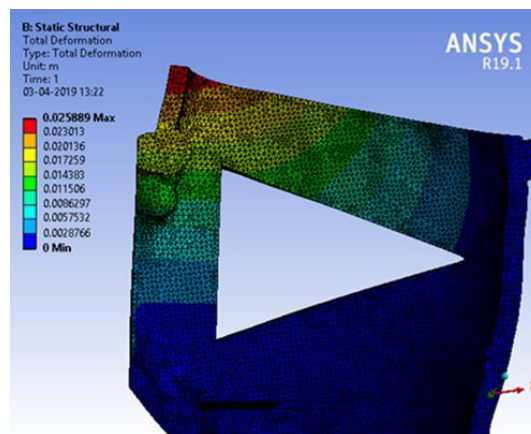 B: Static Structural
Total Deformation
Type: Total Deformation
Unit: m
Time: 1
03-04-2019 13:22
ANSYS
R19.1
0.025889 Max
0.023013
0.020136
0.017259
0.014383
0.011506
0.0086297
0.0057532
0.0028766
0 Min